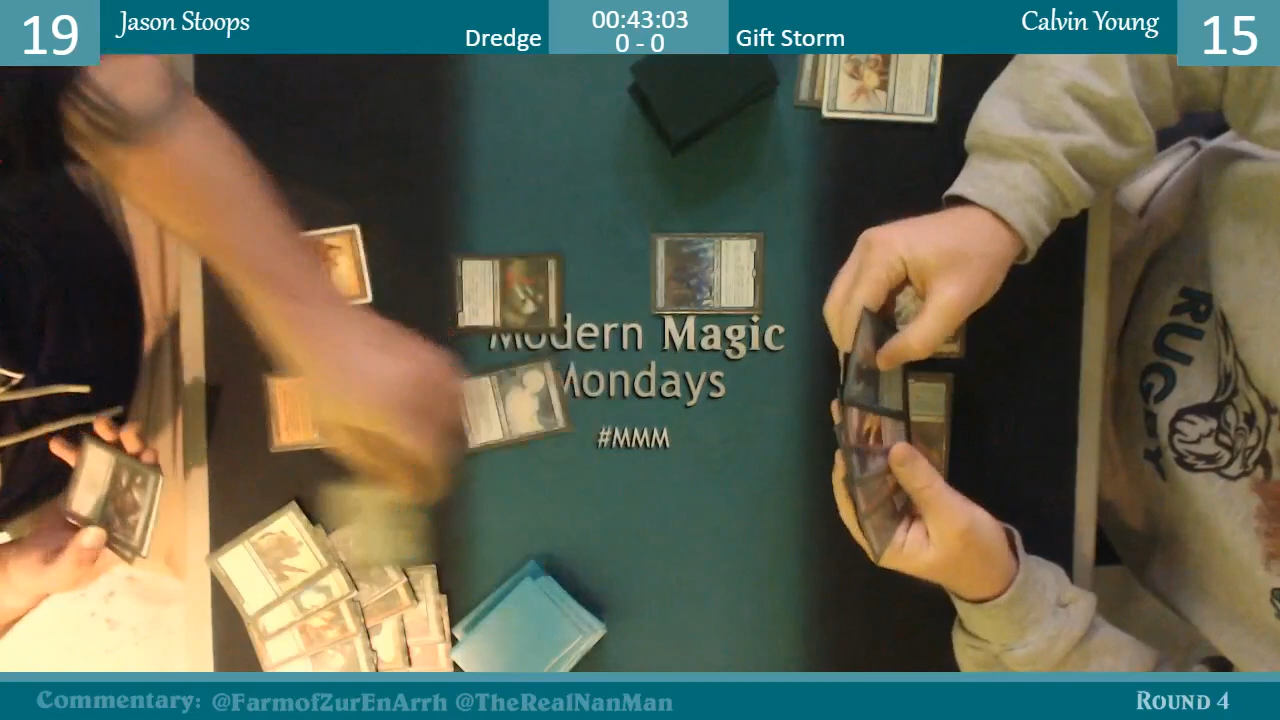 19
Jason Stoops
Dredge
00:43:03
0 - 0
Gift Storm
Calvin Young
15
Modern Magic
Mondays
#MMM
RUGBY
Commentary: @FarmofZurEnArrh @TheRealNanMan
Round 4